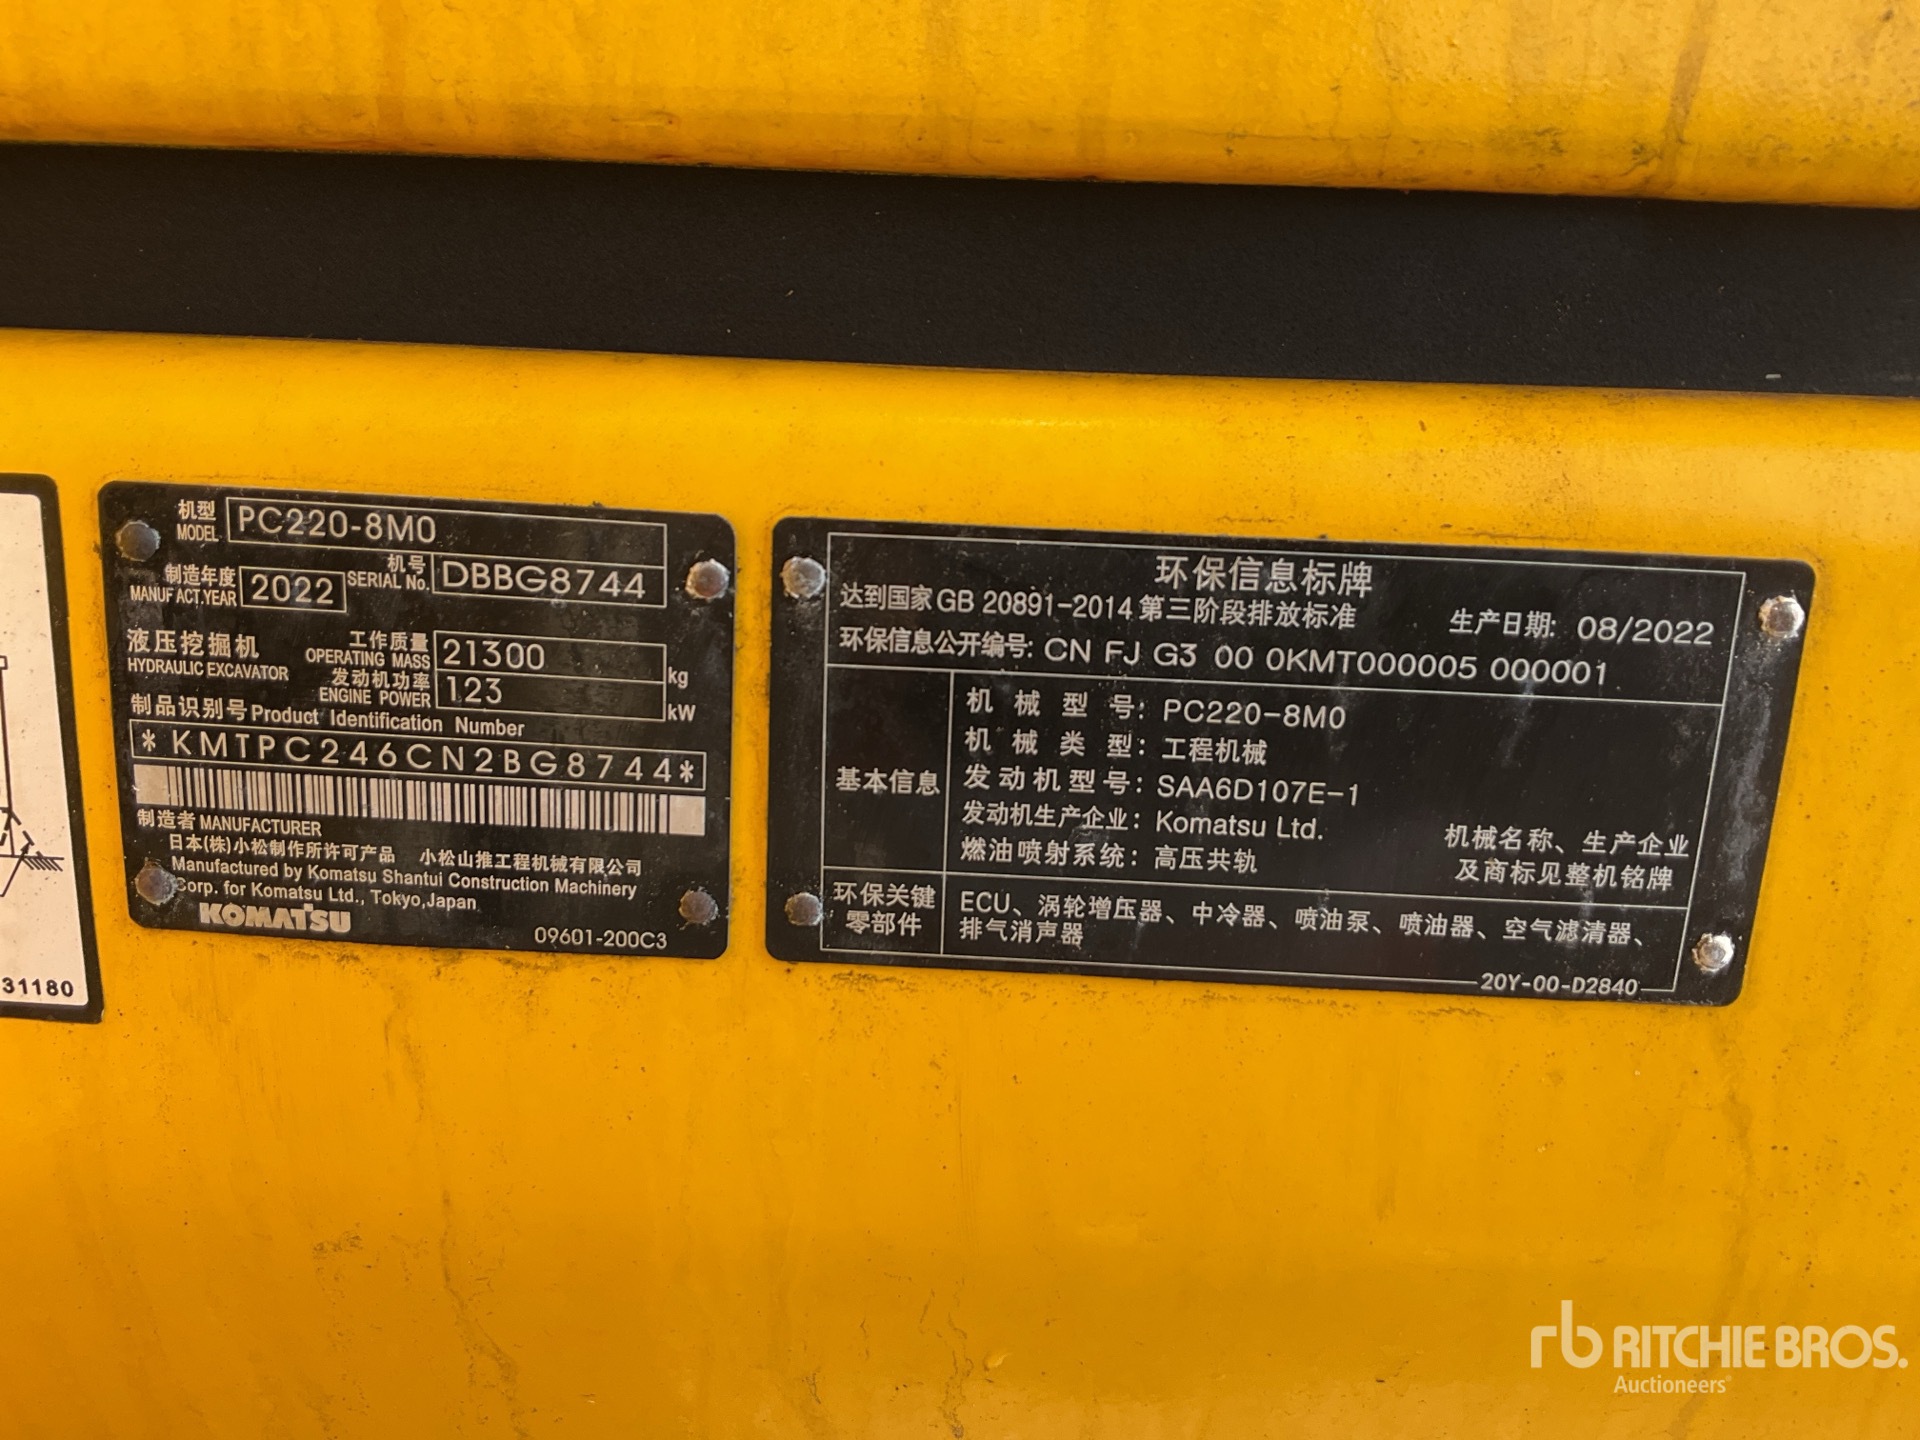 机型 MODEL PC220-8M0
机号 SERIAL No. DBBG8744
制造年度 MANUFACT.YEAR 2022
液压挖掘机 HYDRAULIC EXCAVATOR
工作质量 OPERATING MASS 21300 kg
发动机功率 ENGINE POWER 123 kW
制品识别号 Product Identification Number
*KMTPC246CN2BG8744*
制造者 MANUFACTURER
日本(株)小松制作所许可产品 小松山推工程机械有限公司
Manufactured by Komatsu Shantui Construction Machinery
Corp. for Komatsu Ltd., Tokyo,Japan
KOMATSU
09601-200C3
31180
环保信息标牌
达到国家GB 20891-2014第三阶段排放标准 生产日期: 08/2022
环保信息公开编号: CN FJ G3 00 0KMT000005 000001
基本信息
机械型号: PC220-8M0
机械类型: 工程机械
发动机型号: SAA6D107E-1
发动机生产企业: Komatsu Ltd.
燃油喷射系统: 高压共轨
机械名称、生产企业
及商标见整机铭牌
环保关键
零部件
ECU、涡轮增压器、中冷器、喷油泵、喷油器、空气滤清器、
排气消声器
20Y-00-D2840
rb RITCHIE BROS.
Auctioneers